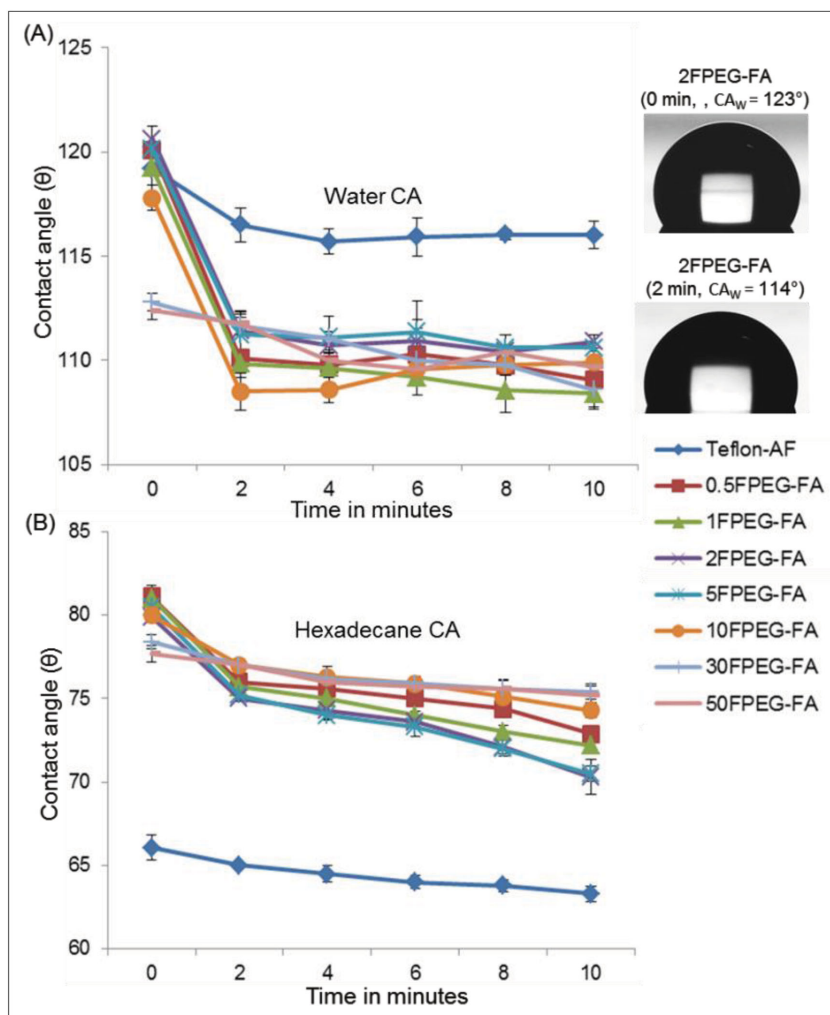 (A)
125
120
115
110
105
Contact angle (θ)
Water CA
0 2 4 6 8 10
Time in minutes
2FPEG-FA
(0 min, , CAW = 123°)
2FPEG-FA
(2 min, CAW = 114°)
Teflon-AF
0.5FPEG-FA
1FPEG-FA
2FPEG-FA
5FPEG-FA
10FPEG-FA
30FPEG-FA
50FPEG-FA
(B)
85
80
75
70
65
60
Contact angle (θ)
Hexadecane CA
0 2 4 6 8 10
Time in minutes